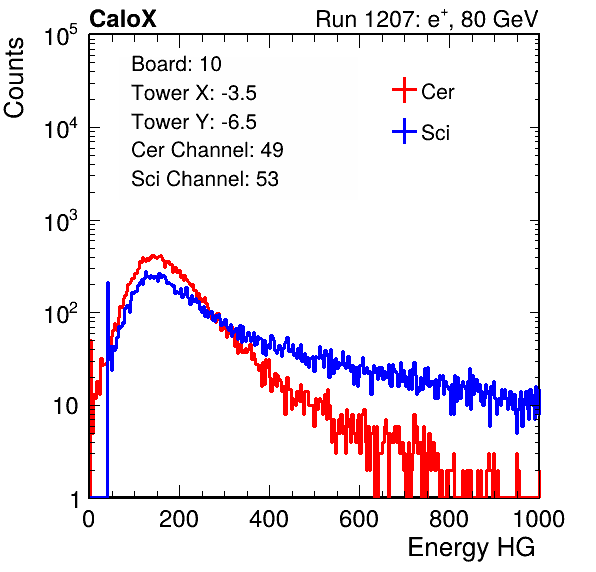 CaloX Run 1207: e⁺, 80 GeV
Counts
Board: 10
Tower X: -3.5
Tower Y: -6.5
Cer Channel: 49
Sci Channel: 53
Cer
Sci
10⁵
10⁴
10³
10²
10
1
0 200 400 600 800 1000
Energy HG